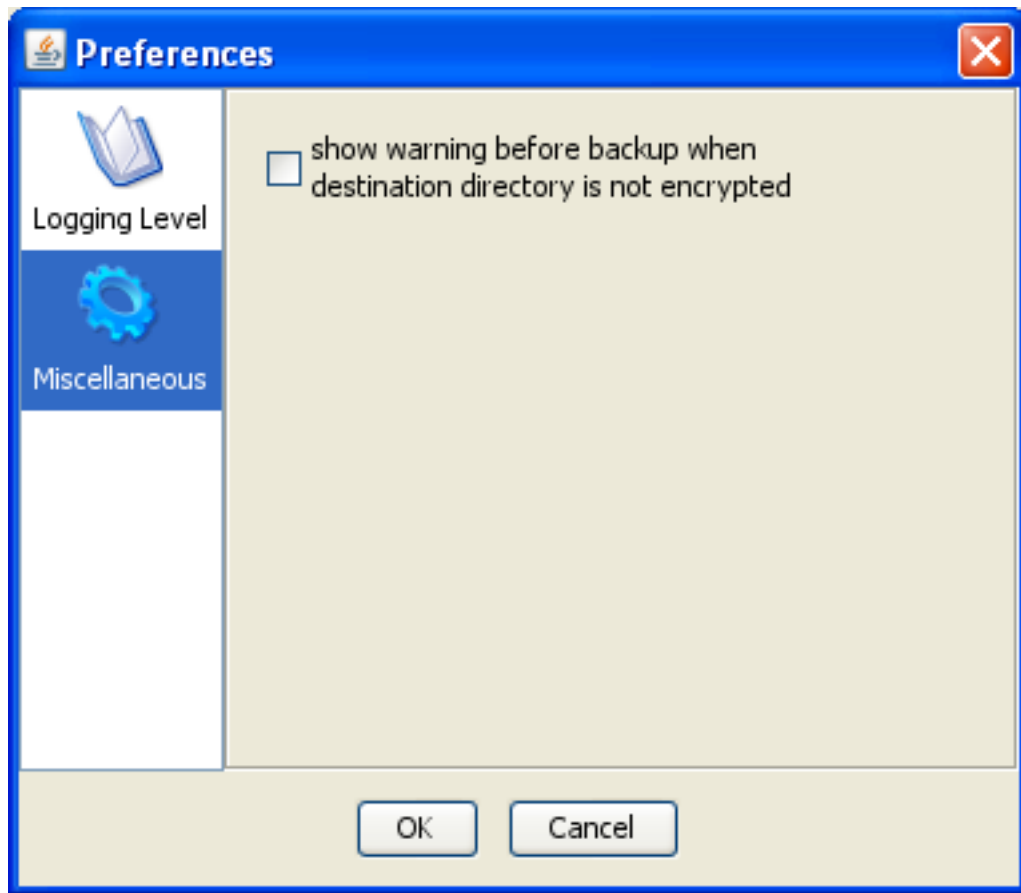 Preferences
Logging Level
Miscellaneous
show warning before backup when
destination directory is not encrypted
OK
Cancel